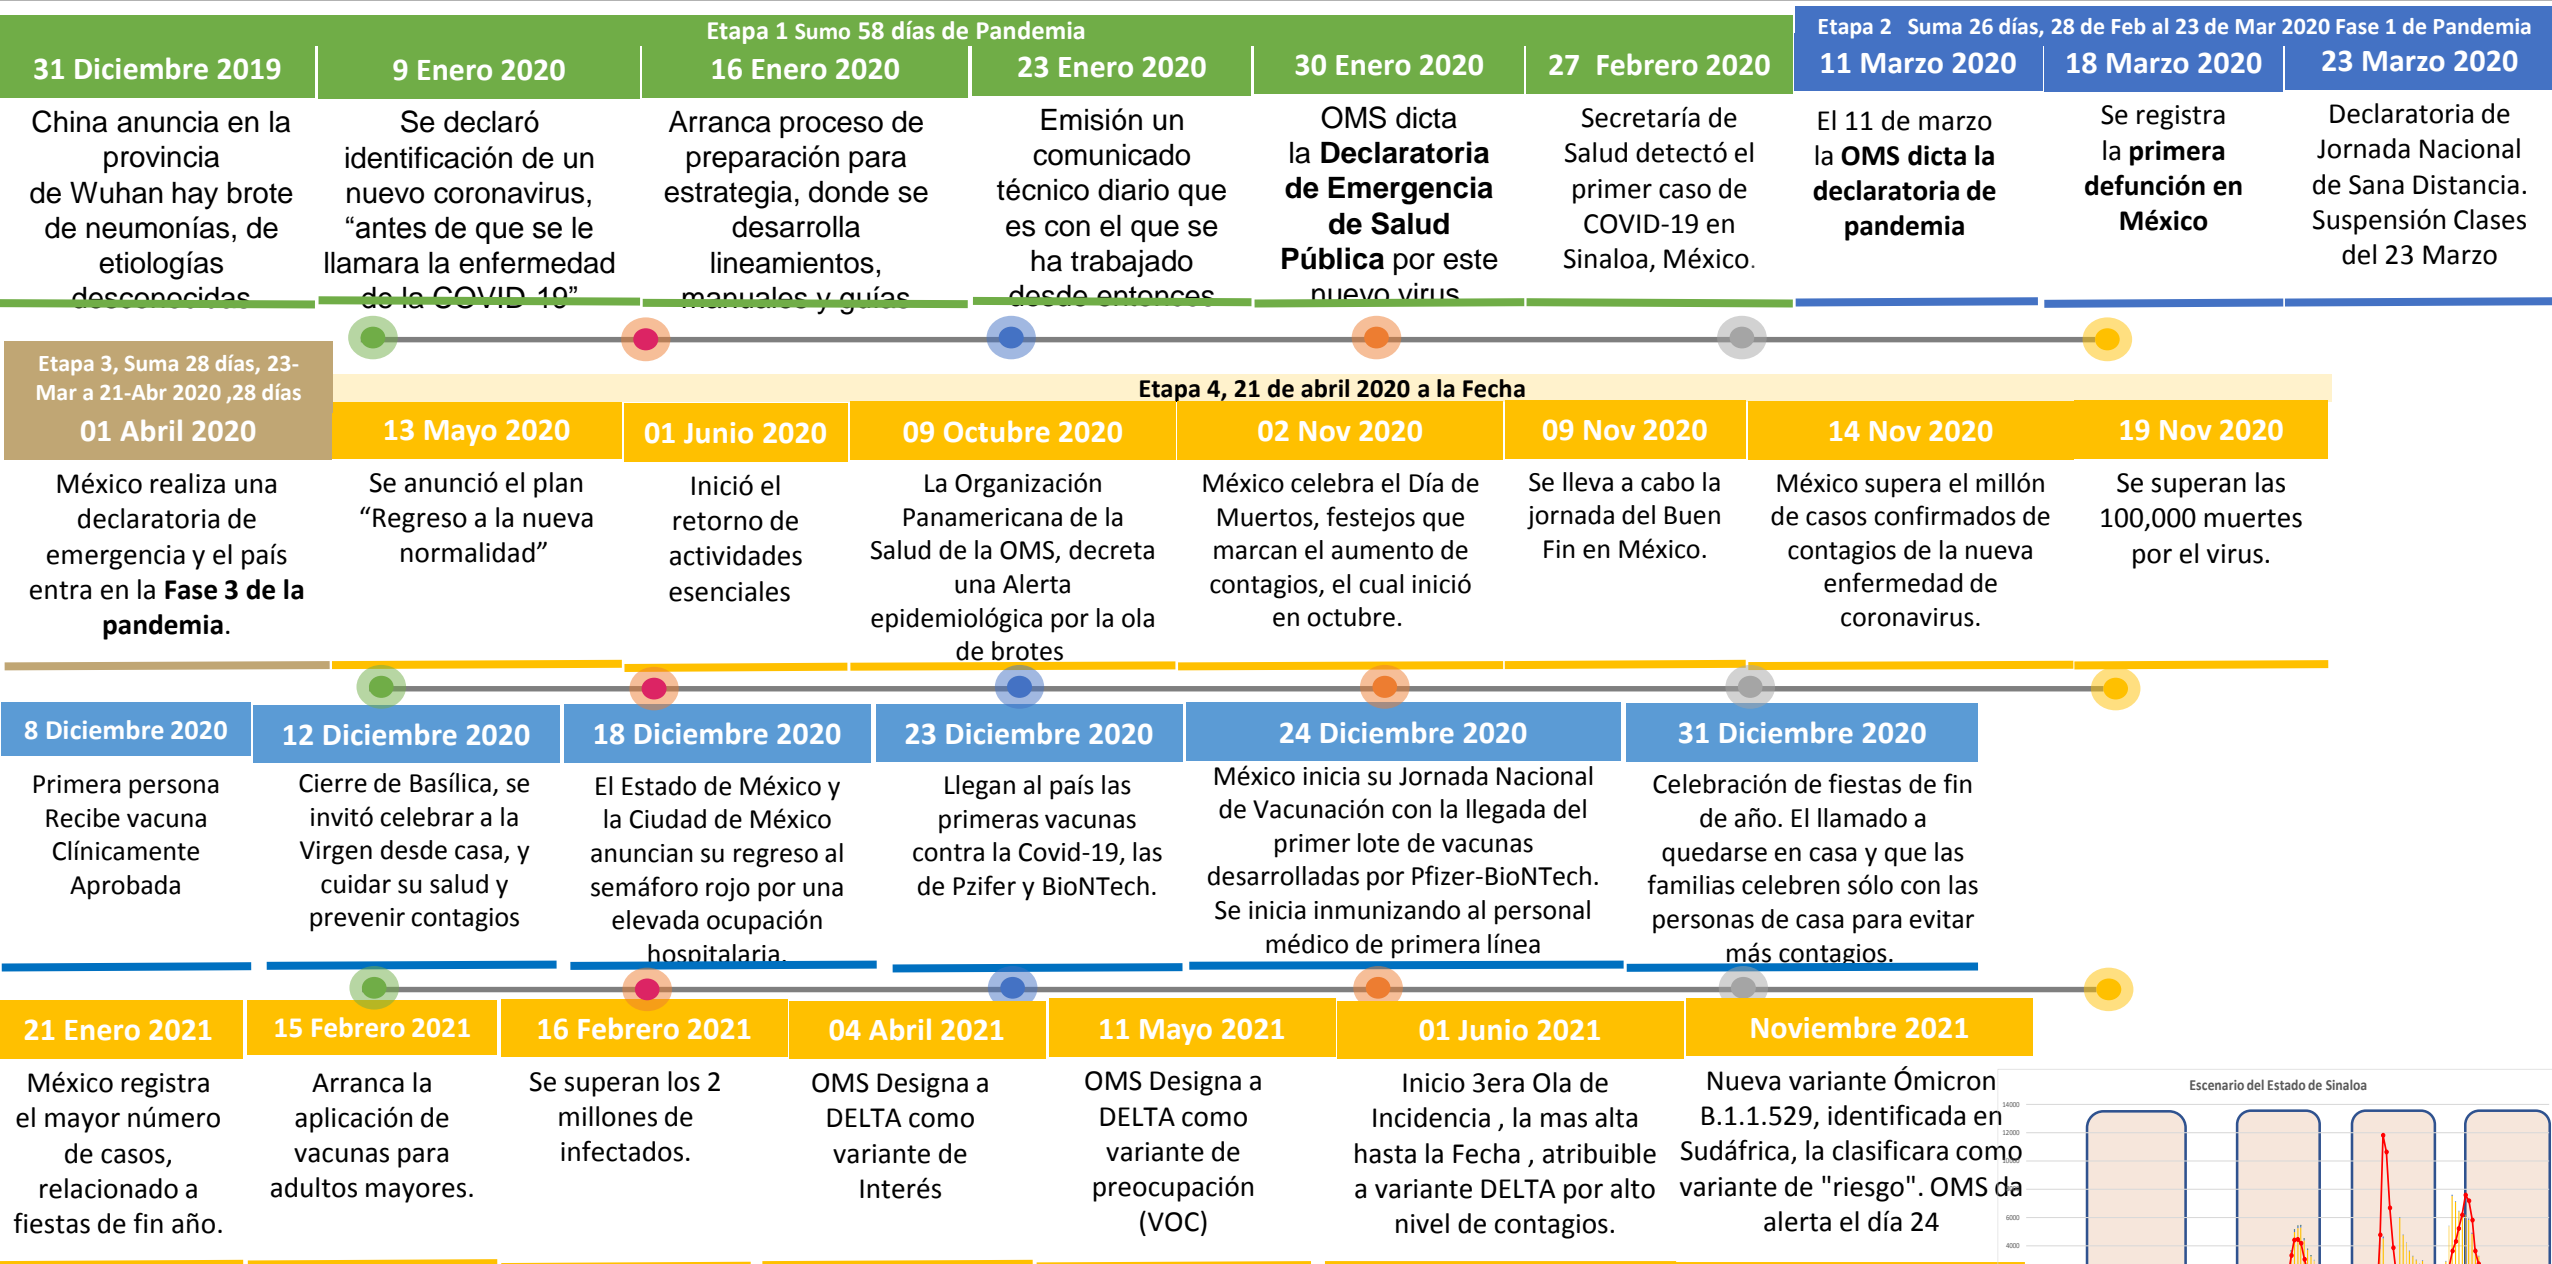 Etapa 1 Sumo 58 días de Pandemia
Etapa 2 Suma 26 días, 28 de Feb al 23 de Mar 2020 Fase 1 de Pandemia
31 Diciembre 2019
China anuncia en la
provincia
de Wuhan hay brote
de neumonías, de
etiologías
desconocidas
9 Enero 2020
Se declaró
identificación de un
nuevo coronavirus,
“antes de que se le
llamara la enfermedad
de la COVID-19”
16 Enero 2020
Arranca proceso de
preparación para
estrategia, donde se
desarrolla
lineamientos,
manuales y guías
23 Enero 2020
Emisión un
comunicado
técnico diario que
es con el que se
ha trabajado
desde entonces
30 Enero 2020
OMS dicta
la Declaratoria
de Emergencia
de Salud
Pública por este
nuevo virus
27 Febrero 2020
Secretaría de
Salud detectó el
primer caso de
COVID-19 en
Sinaloa, México.
11 Marzo 2020
El 11 de marzo
la OMS dicta la
declaratoria de
pandemia
18 Marzo 2020
Se registra
la primera
defunción en
México
23 Marzo 2020
Declaratoria de
Jornada Nacional
de Sana Distancia.
Suspensión Clases
del 23 Marzo
Etapa 3, Suma 28 días, 23-
Mar a 21-Abr 2020 ,28 días
Etapa 4, 21 de abril 2020 a la Fecha
01 Abril 2020
México realiza una
declaratoria de
emergencia y el país
entra en la Fase 3 de la
pandemia.
13 Mayo 2020
Se anunció el plan
“Regreso a la nueva
normalidad”
01 Junio 2020
Inició el
retorno de
actividades
esenciales
09 Octubre 2020
La Organización
Panamericana de la
Salud de la OMS, decreta
una Alerta
epidemiológica por la ola
de brotes
02 Nov 2020
México celebra el Día de
Muertos, festejos que
marcan el aumento de
contagios, el cual inició
en octubre.
09 Nov 2020
Se lleva a cabo la
jornada del Buen
Fin en México.
14 Nov 2020
México supera el millón
de casos confirmados de
contagios de la nueva
enfermedad de
coronavirus.
19 Nov 2020
Se superan las
100,000 muertes
por el virus.
8 Diciembre 2020
Primera persona
Recibe vacuna
Clínicamente
Aprobada
12 Diciembre 2020
Cierre de Basílica, se
invitó celebrar a la
Virgen desde casa, y
cuidar su salud y
prevenir contagios
18 Diciembre 2020
El Estado de México y
la Ciudad de México
anuncian su regreso al
semáforo rojo por una
elevada ocupación
hospitalaria.
23 Diciembre 2020
Llegan al país las
primeras vacunas
contra la Covid-19, las
de Pzifer y BioNTech.
24 Diciembre 2020
México inicia su Jornada Nacional
de Vacunación con la llegada del
primer lote de vacunas
desarrolladas por Pfizer-BioNTech.
Se inicia inmunizando al personal
médico de primera línea
31 Diciembre 2020
Celebración de fiestas de fin
de año. El llamado a
quedarse en casa y que las
familias celebren sólo con las
personas de casa para evitar
más contagios.
21 Enero 2021
México registra
el mayor número
de casos,
relacionado a
fiestas de fin año.
15 Febrero 2021
Arranca la
aplicación de
vacunas para
adultos mayores.
16 Febrero 2021
Se superan los 2
millones de
infectados.
04 Abril 2021
OMS Designa a
DELTA como
variante de
Interés
11 Mayo 2021
OMS Designa a
DELTA como
variante de
preocupación
(VOC)
01 Junio 2021
Inicio 3era Ola de
Incidencia , la mas alta
hasta la Fecha , atribuible
a variante DELTA por alto
nivel de contagios.
Noviembre 2021
Nueva variante Ómicron
B.1.1.529, identificada en
Sudáfrica, la clasificara como
variante de "riesgo". OMS da
alerta el día 24
Escenario del Estado de Sinaloa
14000
12000
6000
4000